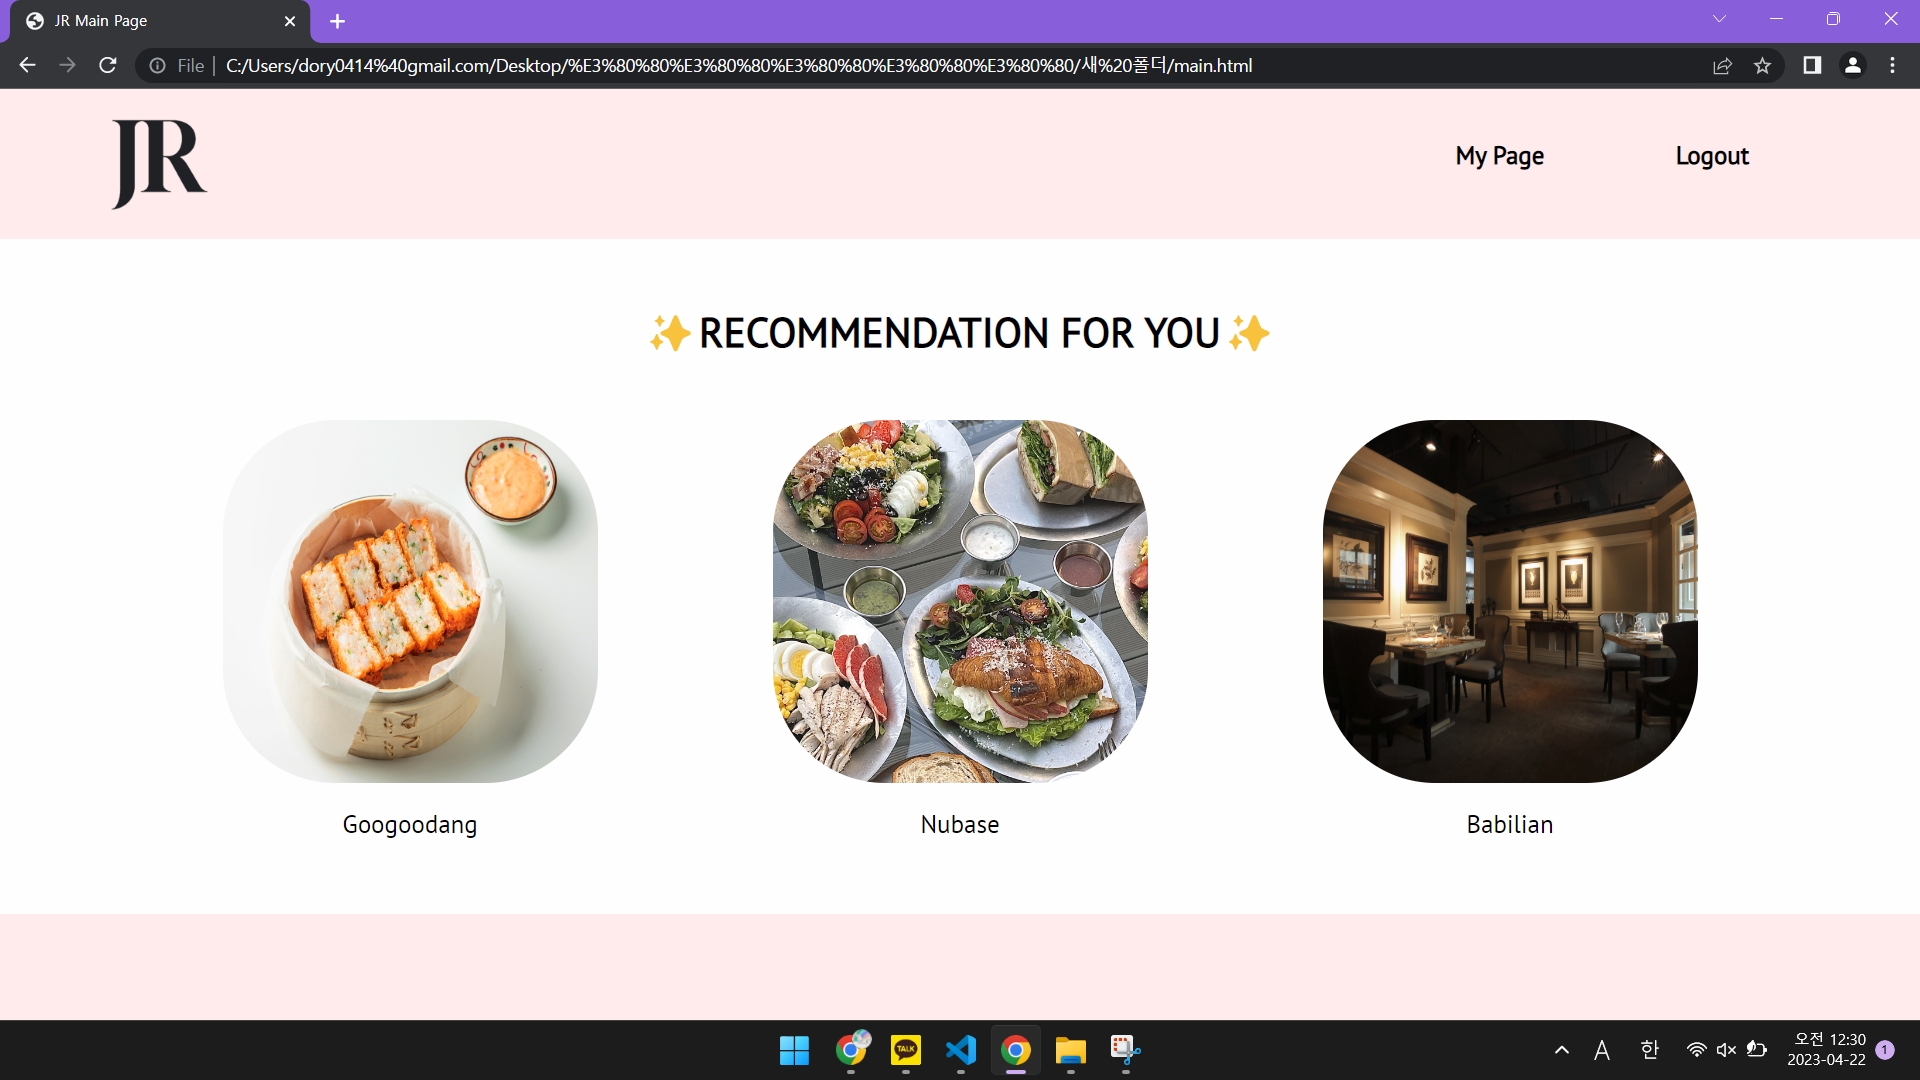 JR Main Page
File
C:/Users/dory0414%40gmail.com/Desktop/%E3%80%80%E3%80%80%E3%80%80%E3%80%80%E3%80%80/새%20폴더/main.html
JR
My Page
Logout
✨RECOMMENDATION FOR YOU✨
Googoodang
Nubase
Babilian
TALK
A
한
오전 12:30
2023-04-22
1